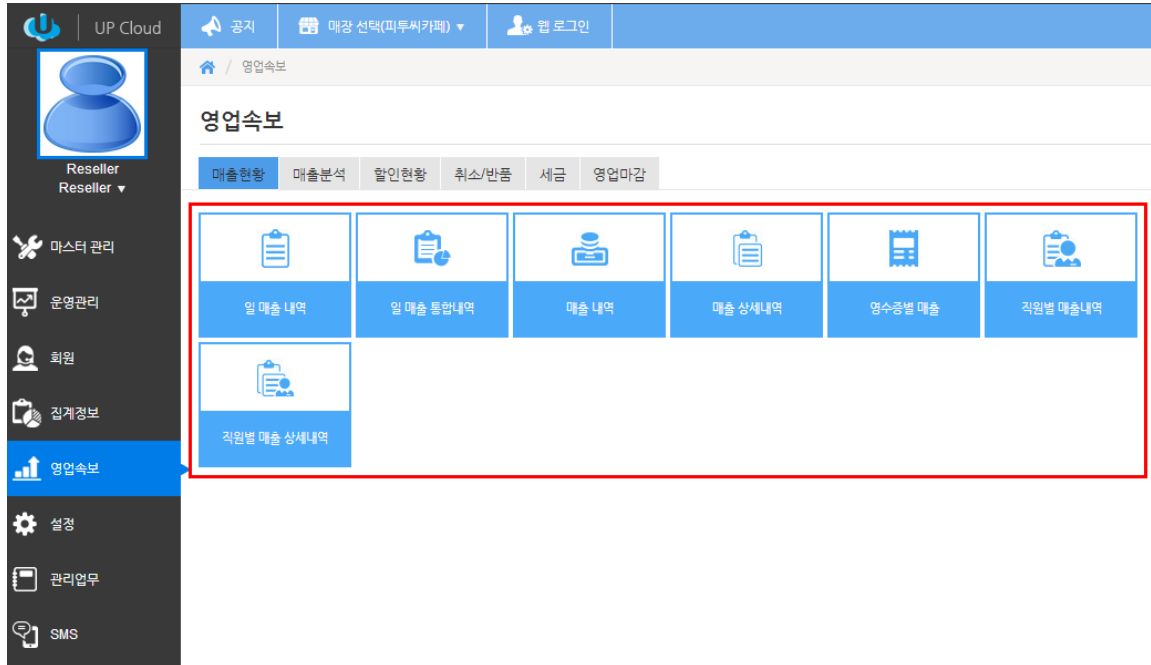 UP Cloud
공지
매장 선택(피투씨카페) ▼
웹 로그인
/ 영업속보
Reseller
Reseller ▼
영업속보
매출현황 매출분석 할인현황 취소/반품 세금 영업마감
마스터 관리
운영관리
회원
집계정보
영업속보
설정
관리업무
SMS
일 매출 내역
일 매출 통합내역
매출 내역
매출 상세내역
영수증별 매출
직원별 매출내역
직원별 매출 상세내역